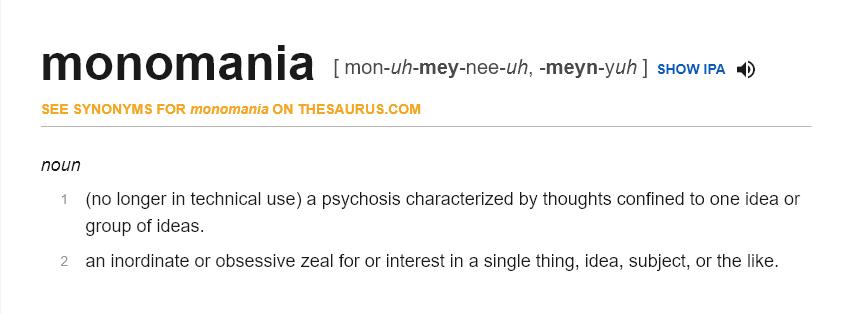 monomania [ mon-uh-mey-nee-uh, -meyn-yuh ] SHOW IPA
SEE SYNONYMS FOR monomania ON THESAURUS.COM
noun
1 (no longer in technical use) a psychosis characterized by thoughts confined to one idea or
group of ideas.
2 an inordinate or obsessive zeal for or interest in a single thing, idea, subject, or the like.